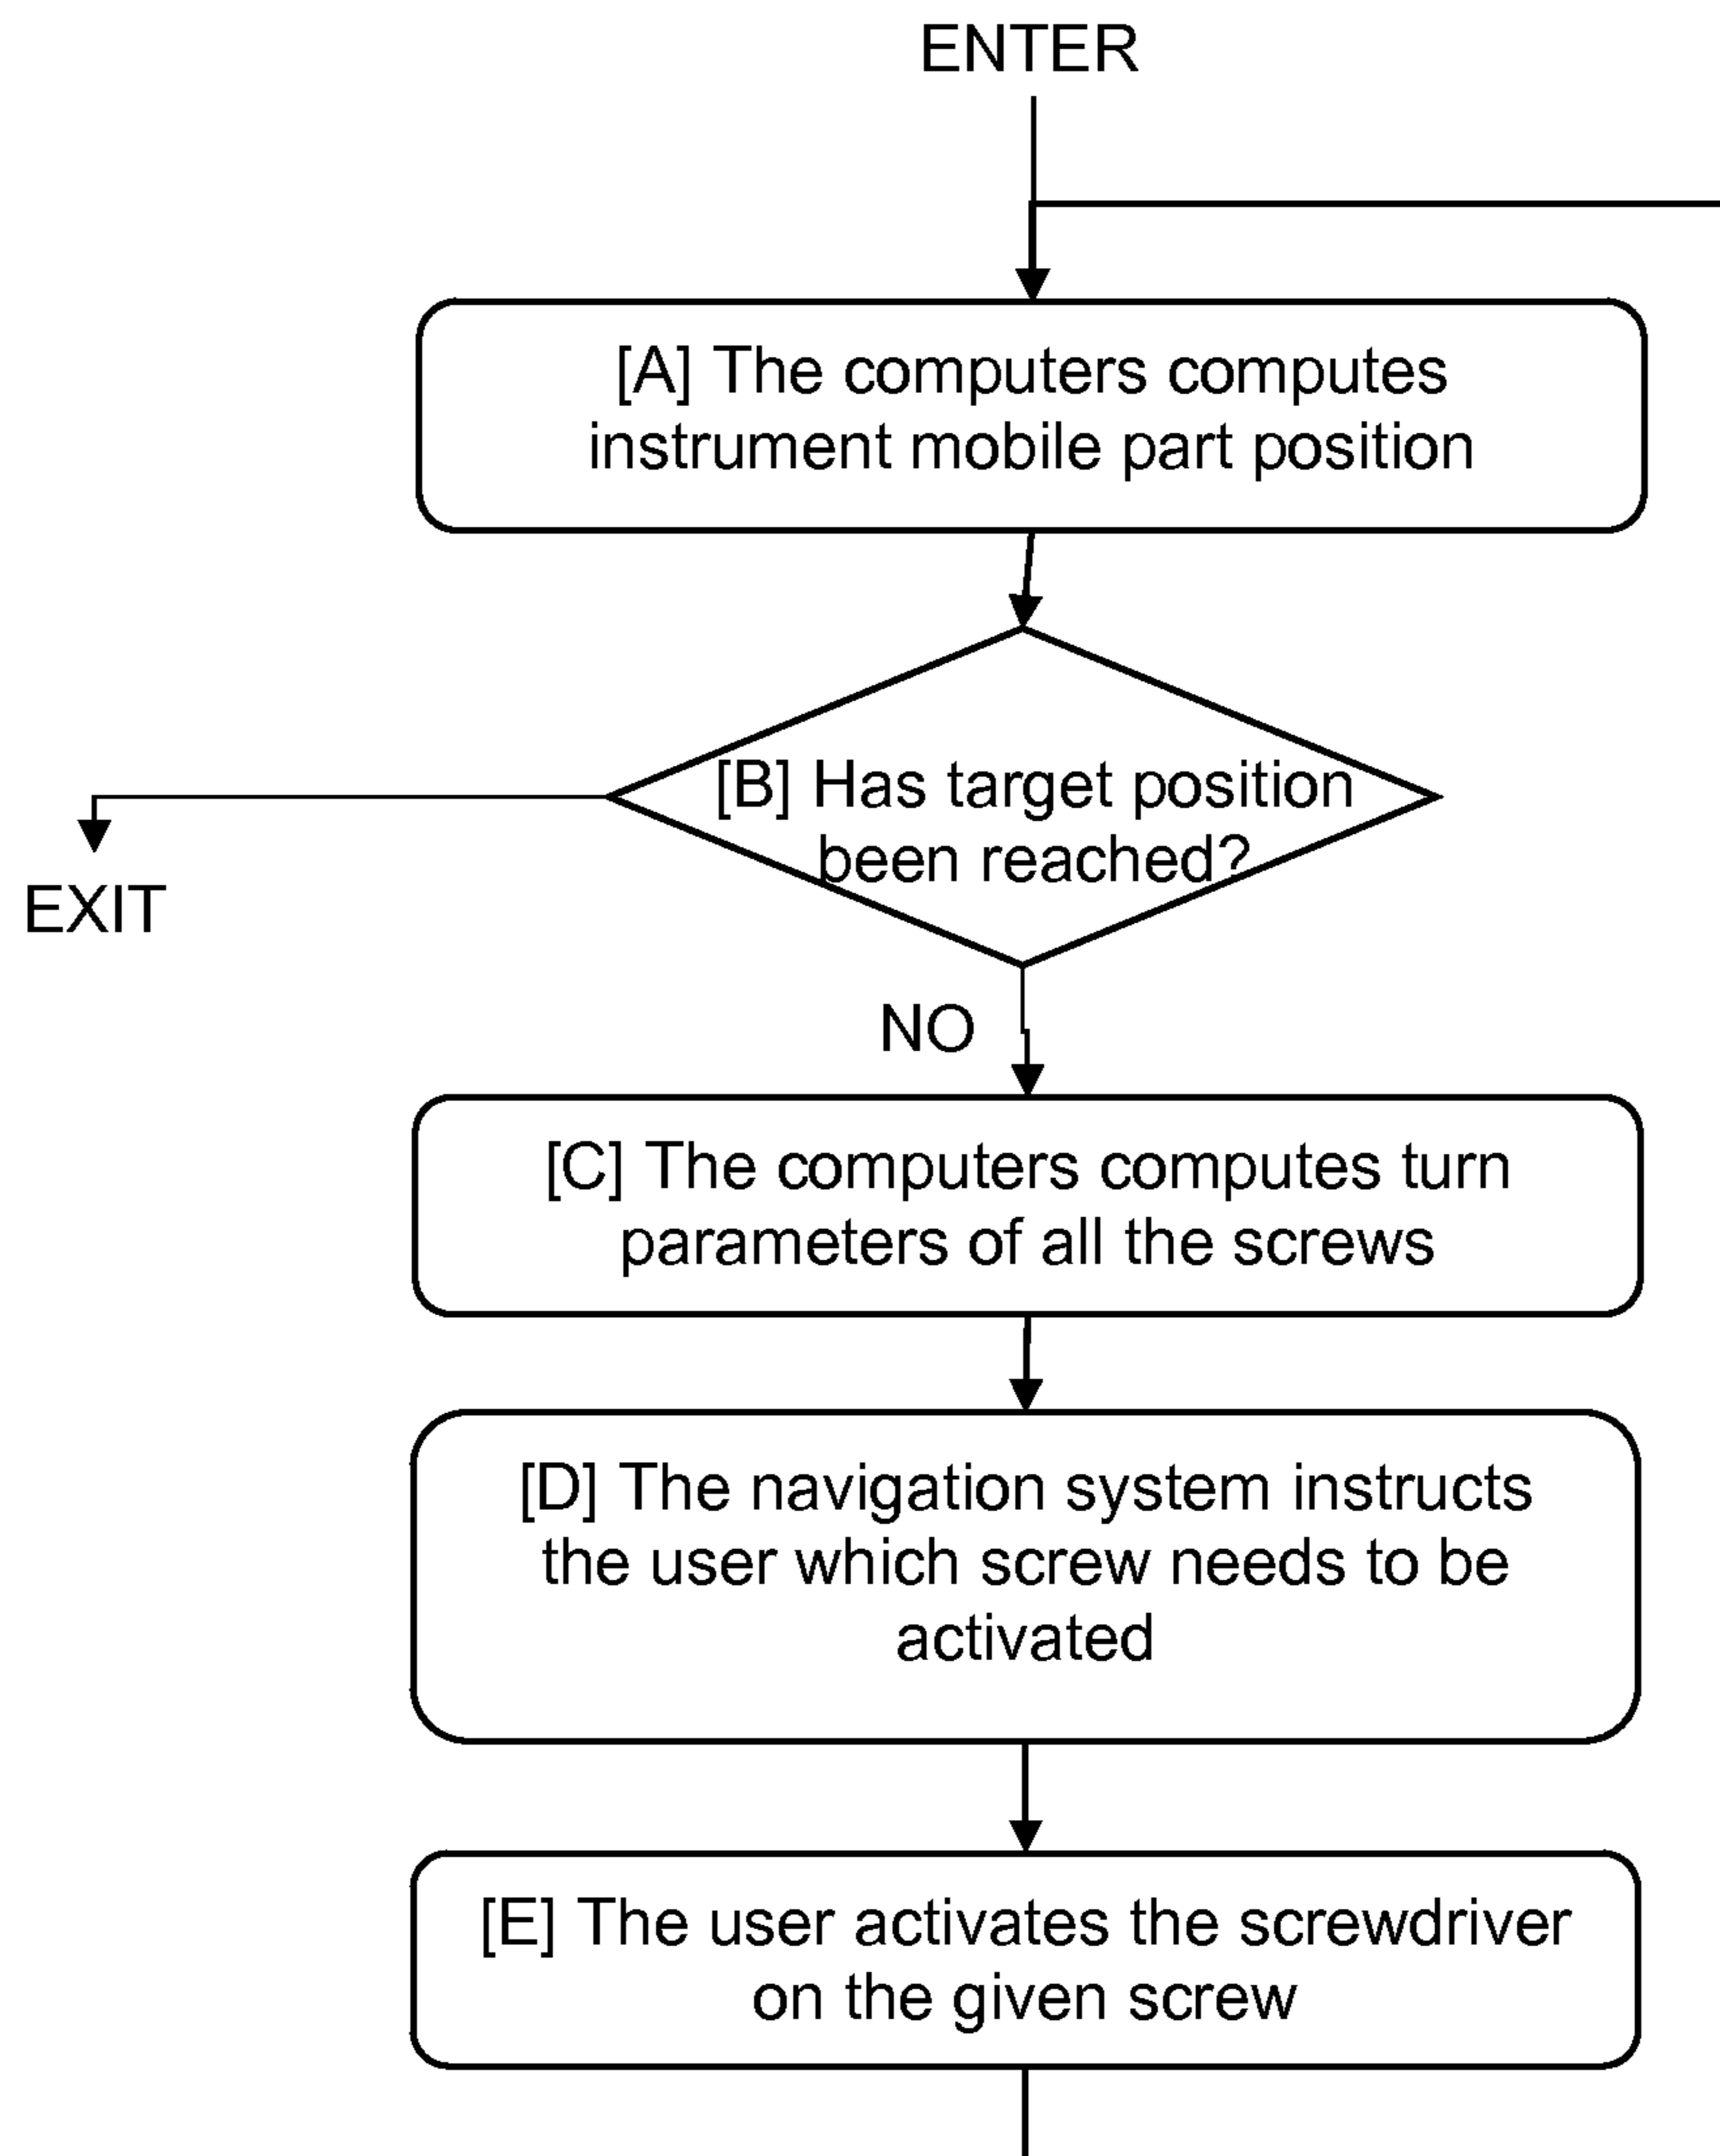 ENTER
[A] The computers computes
instrument mobile part position
[B] Has target position
been reached?
EXIT
NO
[C] The computers computes turn
parameters of all the screws
[D] The navigation system instructs
the user which screw needs to be
activated
[E] The user activates the screwdriver
on the given screw